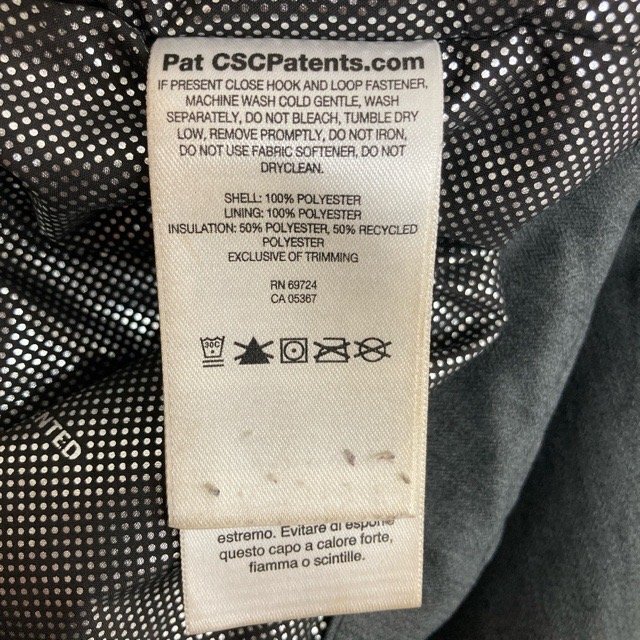 Pat CSCPatents.com
IF PRESENT CLOSE HOOK AND LOOP FASTENER,
MACHINE WASH COLD GENTLE, WASH
SEPARATELY, DO NOT BLEACH, TUMBLE DRY
LOW, REMOVE PROMPTLY, DO NOT IRON,
DO NOT USE FABRIC SOFTENER, DO NOT
DRYCLEAN.
SHELL: 100% POLYESTER
LINING: 100% POLYESTER
INSULATION: 50% POLYESTER, 50% RECYCLED
POLYESTER
EXCLUSIVE OF TRIMMING
RN 69724
CA 05367
30C
estremo. Evitare di esporre
questo capo a calore forte,
fiamma o scintille.